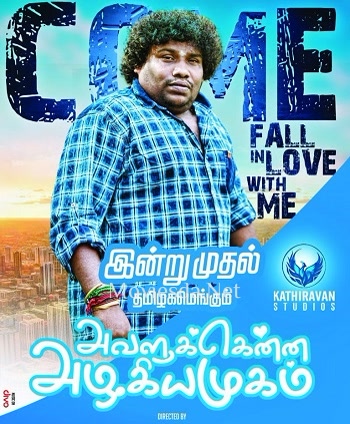 COME
FALL
IN LOVE
WITH
ME
இன்று முதல்
தமிழகமெங்கும்
KATHIRAVAN
STUDIOS
அவளுக்கென்ன
அழகியமுகம்
DIRECTED BY